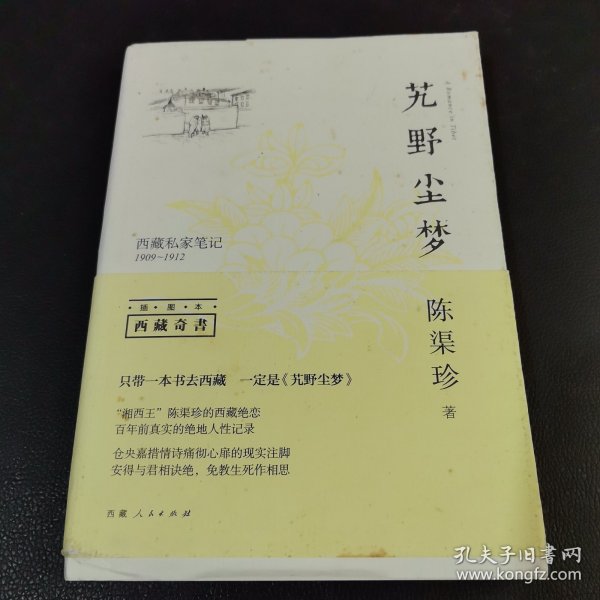 艽野尘梦
A Romance in Tibet
西藏私家笔记
1909~1912
·插·图·本·
西藏奇書
陈渠珍 著
只带一本书去西藏 一定是《艽野尘梦》
“湘西王”陈渠珍的西藏绝恋
百年前真实的绝地人性记录
仓央嘉措情诗痛彻心扉的现实注脚
安得与君相诀绝，免教生死作相思
西藏人民出版社
孔夫子旧书网
www.kongfz.com